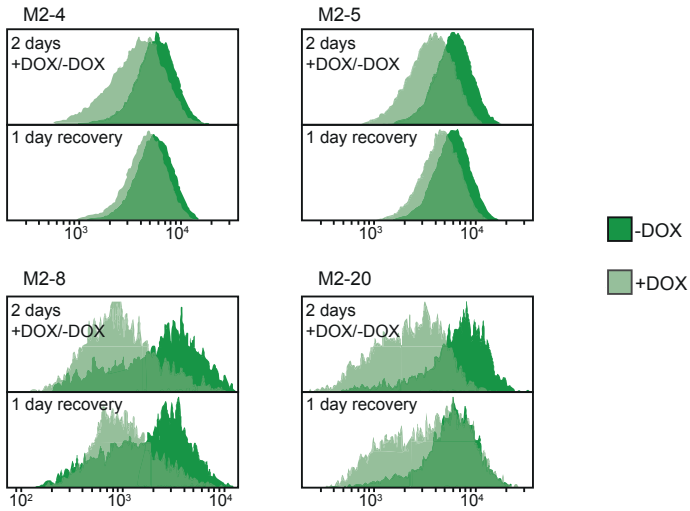 M2-4
2 days
+DOX/-DOX
1 day recovery
10³ 10⁴
M2-5
2 days
+DOX/-DOX
1 day recovery
10³ 10⁴
-DOX
+DOX
M2-8
2 days
+DOX/-DOX
1 day recovery
10² 10³ 10⁴
M2-20
2 days
+DOX/-DOX
1 day recovery
10³ 10⁴